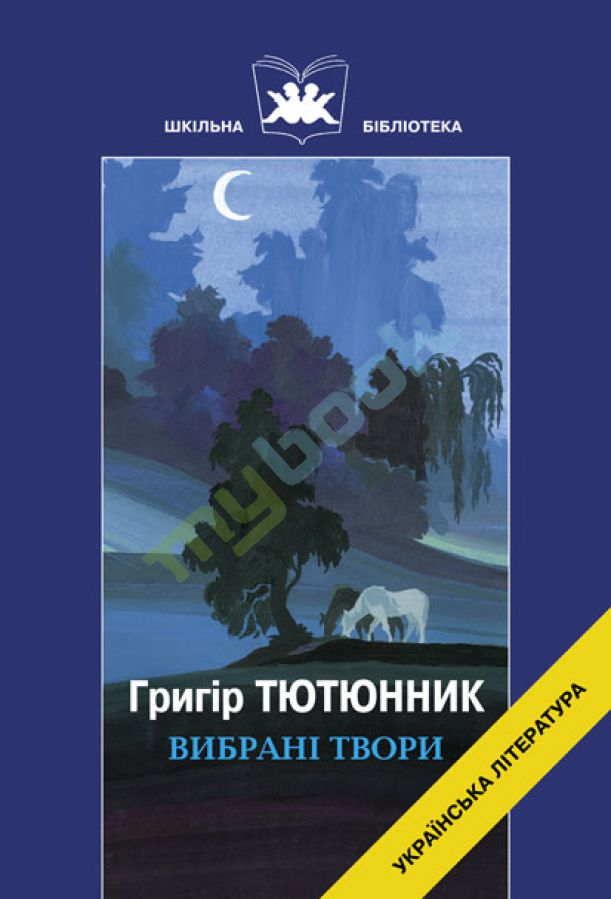 ШКІЛЬНА БІБЛІОТЕКА
mybook
Григір ТЮТЮННИК
ВИБРАНІ ТВОРИ
УКРАЇНСЬКА ЛІТЕРАТУРА